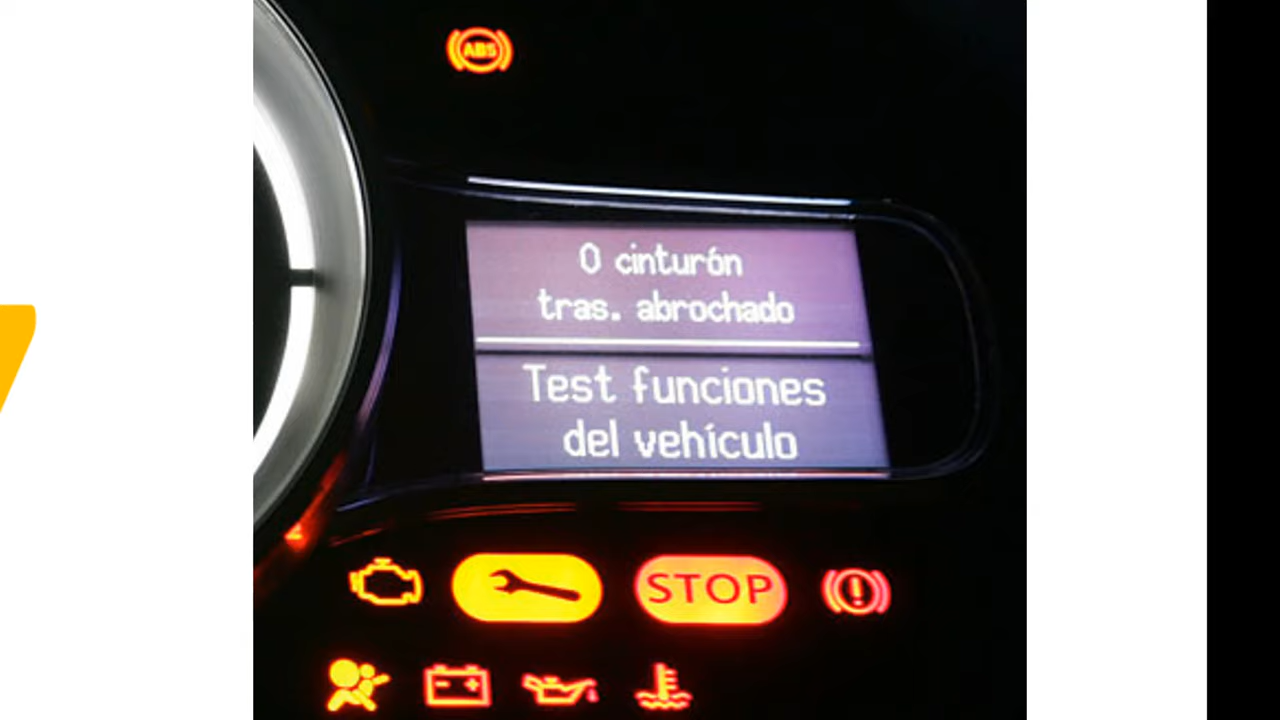 ABS
0 cinturón
tras. abrochado
Test funciones
del vehículo
STOP